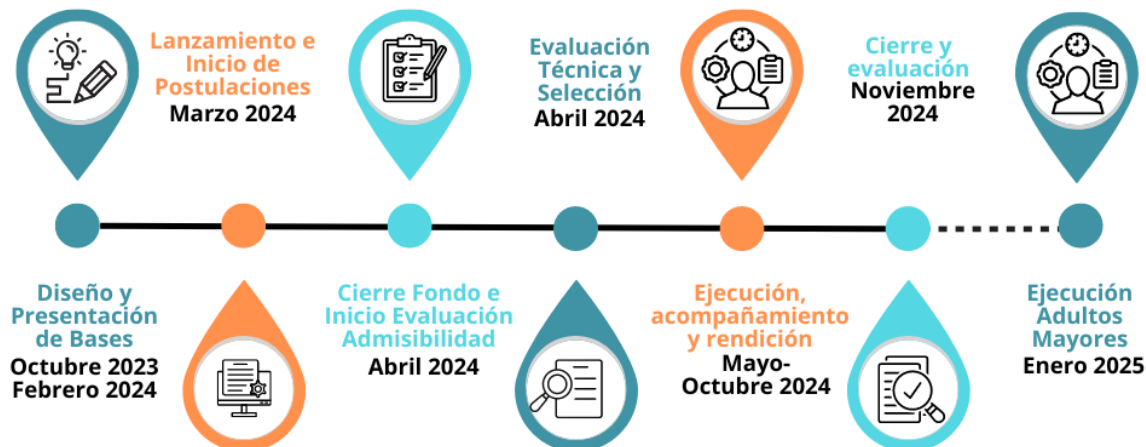 Lanzamiento e
Inicio de
Postulaciones
Marzo 2024
Evaluación
Técnica y
Selección
Abril 2024
Cierre y
evaluación
Noviembre
2024
Diseño y
Presentación
de Bases
Octubre 2023
Febrero 2024
Cierre Fondo e
Inicio Evaluación
Admisibilidad
Abril 2024
Ejecución,
acompañamiento
y rendición
Mayo-
Octubre 2024
Ejecución
Adultos
Mayores
Enero 2025